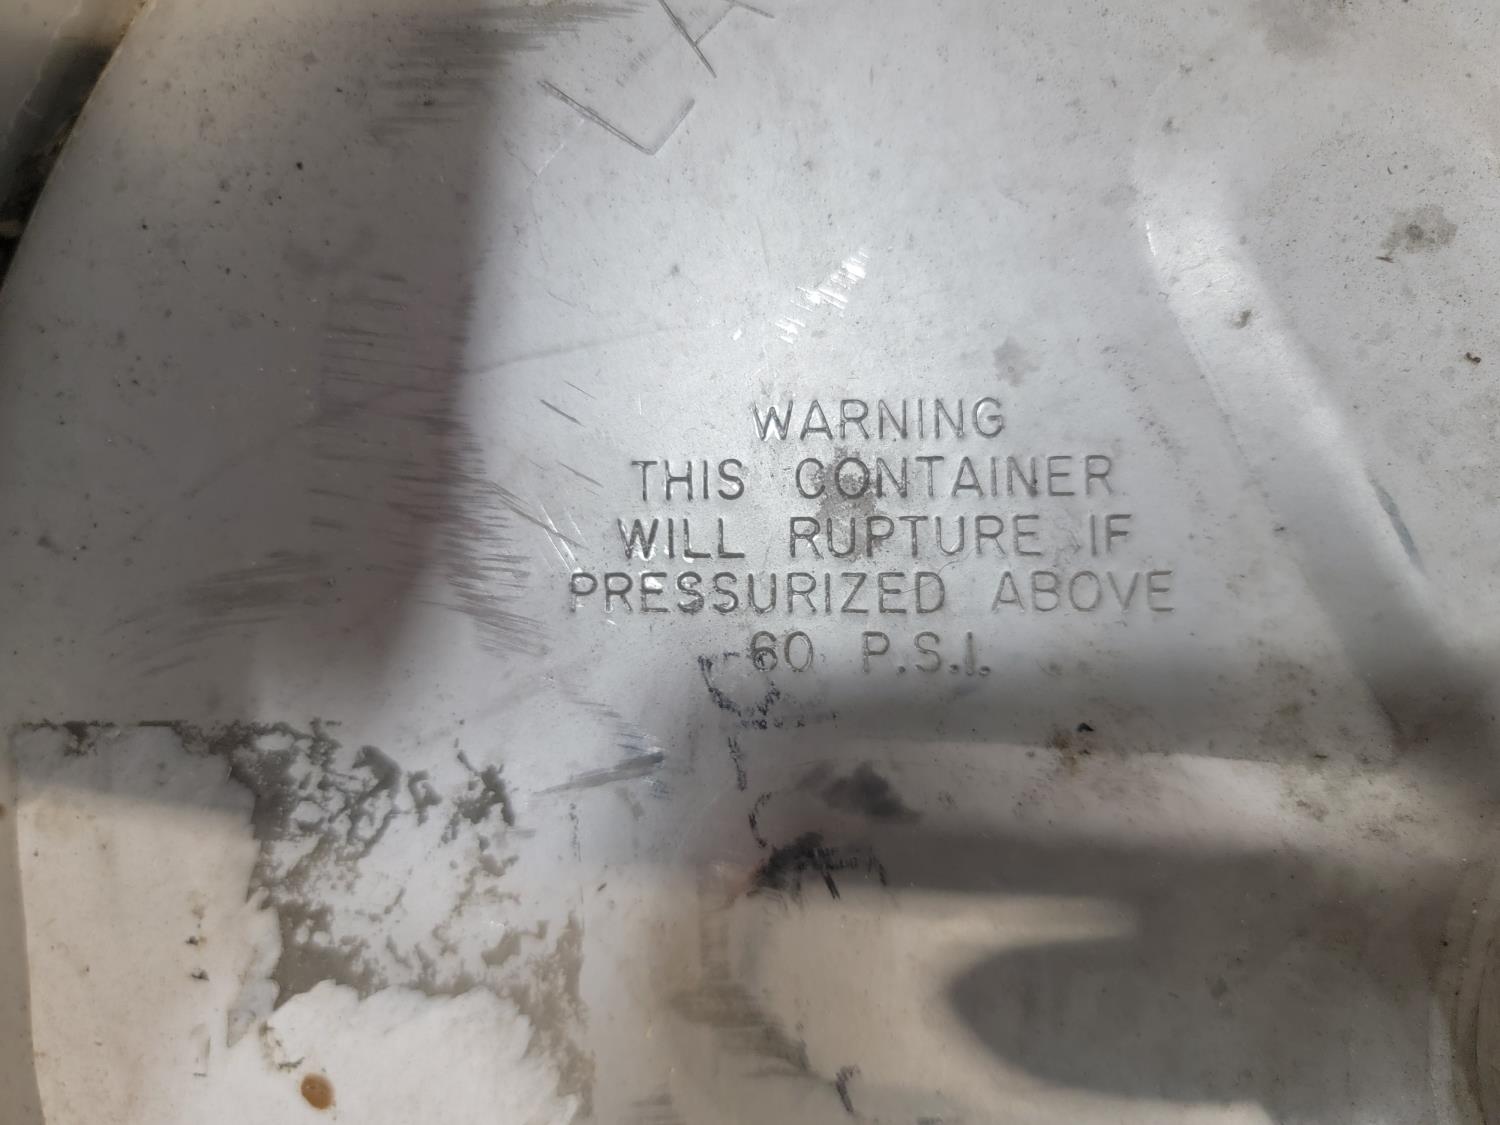 WARNING
THIS CONTAINER
WILL RUPTURE IF
PRESSURIZED ABOVE
60 P.S.I.